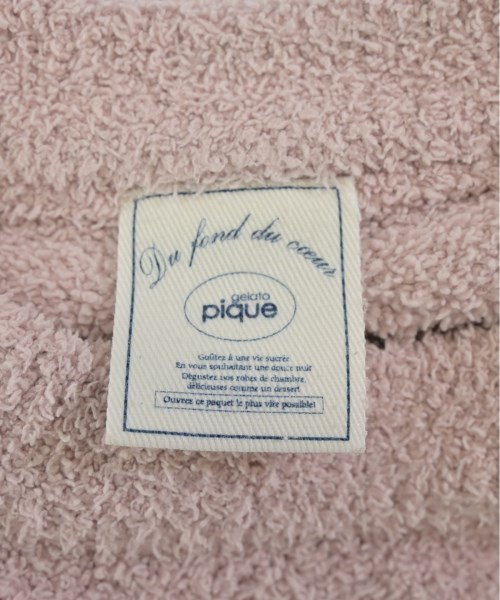 Du fond du cœur
gelato
pique
Goûtez à une vie sucrée
En vous souhaitant une douce nuit
Dégustez nos robes de chambre,
délicieuses comme un dessert.
Ouvrez ce paquet le plus vite possible!